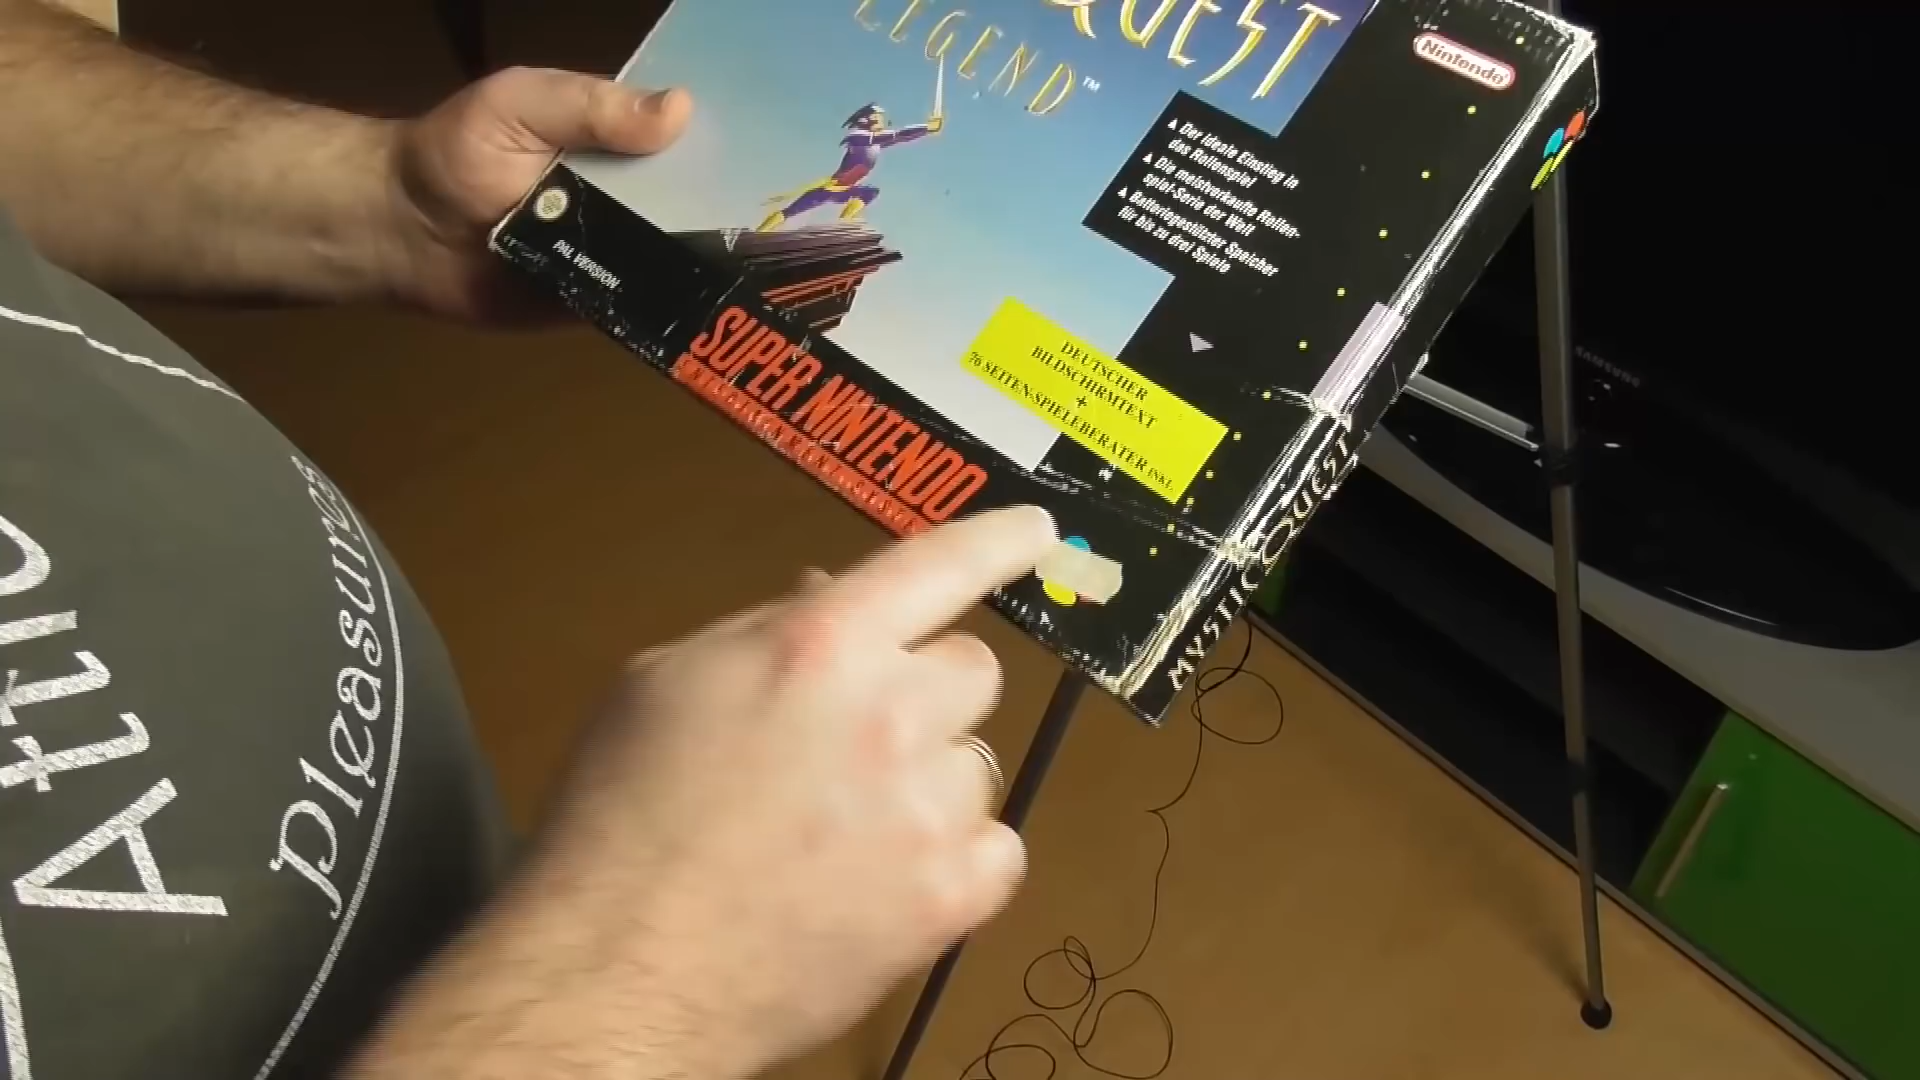 QUEST
LEGEND™
Nintendo®
Der ideale Einstieg in
das Rollenspiel
Die meistverkaufte Rollen-
spiel-Serie der Welt
Batteriegestützter Speicher
für bis zu drei Spiele
PAL VERSION
SUPER NINTENDO
DEUTSCHER
BILDSCHIRMTEXT
+
76 SEITEN-SPIELEBERATER INKL.
MYSTIC QUEST
SAMSUNG
Attic
Pleasures